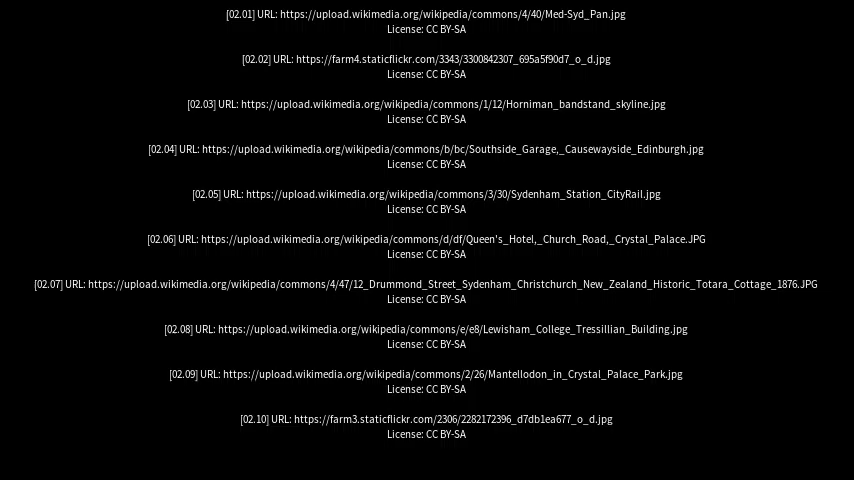 [02.01] URL: https://upload.wikimedia.org/wikipedia/commons/4/40/Med-Syd_Pan.jpg
License: CC BY-SA
[02.02] URL: https://farm4.staticflickr.com/3343/3300842307_695a5f90d7_o_d.jpg
License: CC BY-SA
[02.03] URL: https://upload.wikimedia.org/wikipedia/commons/1/12/Horniman_bandstand_skyline.jpg
License: CC BY-SA
[02.04] URL: https://upload.wikimedia.org/wikipedia/commons/b/bc/Southside_Garage,_Causewayside_Edinburgh.jpg
License: CC BY-SA
[02.05] URL: https://upload.wikimedia.org/wikipedia/commons/3/30/Sydenham_Station_CityRail.jpg
License: CC BY-SA
[02.06] URL: https://upload.wikimedia.org/wikipedia/commons/d/df/Queen's_Hotel,_Church_Road,_Crystal_Palace.JPG
License: CC BY-SA
[02.07] URL: https://upload.wikimedia.org/wikipedia/commons/4/47/12_Drummond_Street_Sydenham_Christchurch_New_Zealand_Historic_Totara_Cottage_1876.JPG
License: CC BY-SA
[02.08] URL: https://upload.wikimedia.org/wikipedia/commons/e/e8/Lewisham_College_Tressillian_Building.jpg
License: CC BY-SA
[02.09] URL: https://upload.wikimedia.org/wikipedia/commons/2/26/Mantellodon_in_Crystal_Palace_Park.jpg
License: CC BY-SA
[02.10] URL: https://farm3.staticflickr.com/2306/2282172396_d7db1ea677_o_d.jpg
License: CC BY-SA